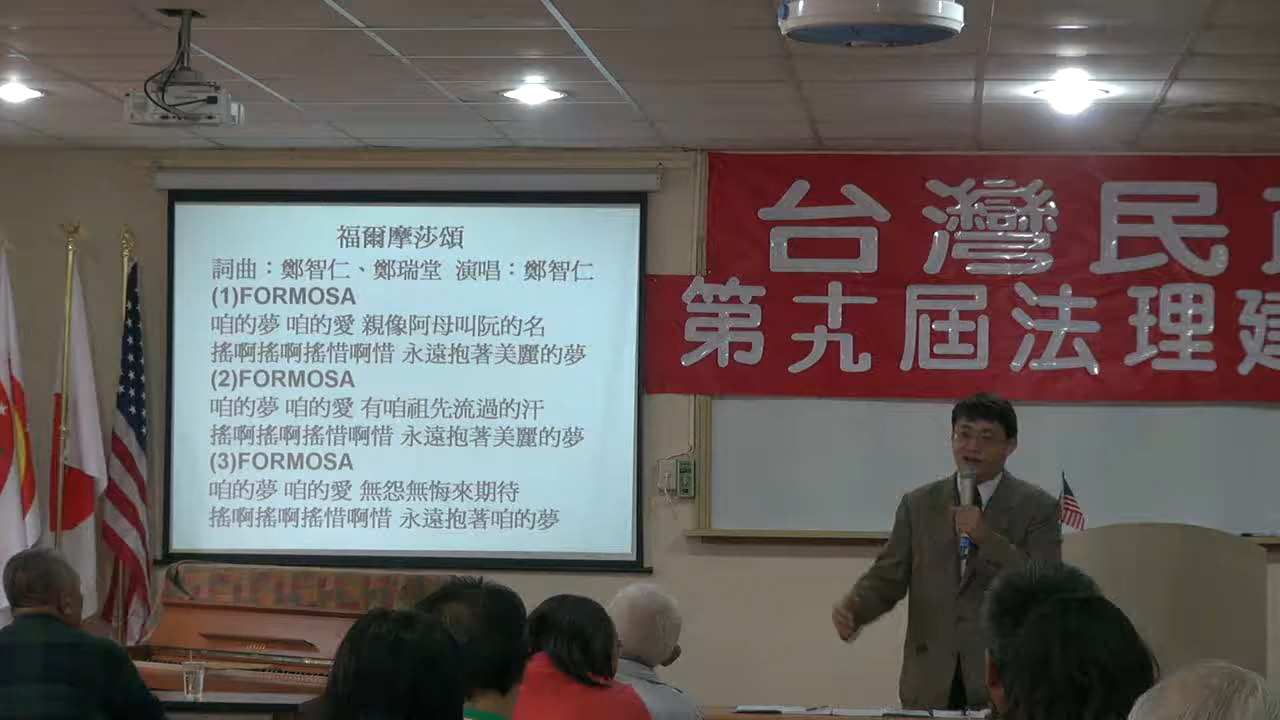 福爾摩莎頌
詞曲：鄭智仁、鄭瑞堂 演唱：鄭智仁
(1)FORMOSA
咱的夢 咱的愛 親像阿母叫阮的名
搖啊搖啊搖惜啊惜 永遠抱著美麗的夢
(2)FORMOSA
咱的夢 咱的愛 有咱祖先流過的汗
搖啊搖啊搖惜啊惜 永遠抱著美麗的夢
(3)FORMOSA
咱的夢 咱的愛 無怨無悔來期待
搖啊搖啊搖惜啊惜 永遠抱著咱的夢
台灣民
第十九屆法理建